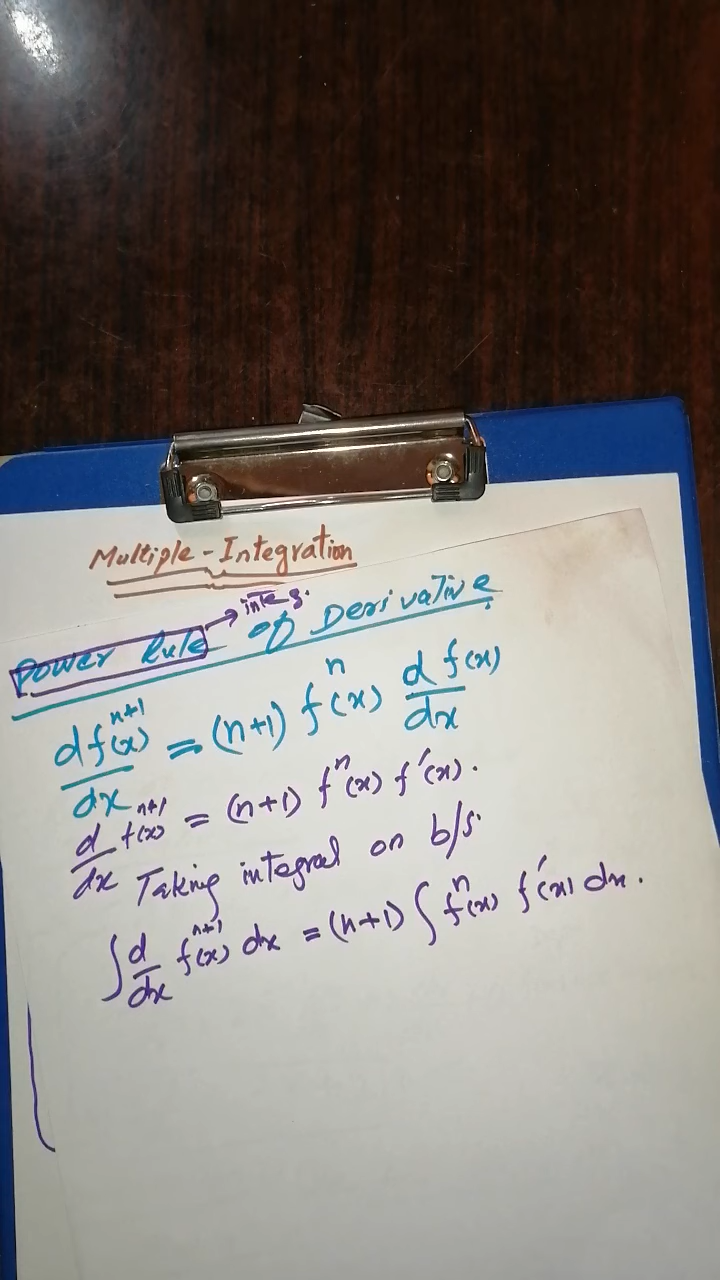 Multiple - Integration
Power Rule → integ. of Derivative
d f^{n+1}(x) / dx = (n+1) f^n(x) d f(x) / dx
d/dx f^{n+1}(x) = (n+1) f^n(x) f'(x).
Taking integral on b/s.
∫ d/dx f^{n+1}(x) dx = (n+1) ∫ f^n(x) f'(x) dx.